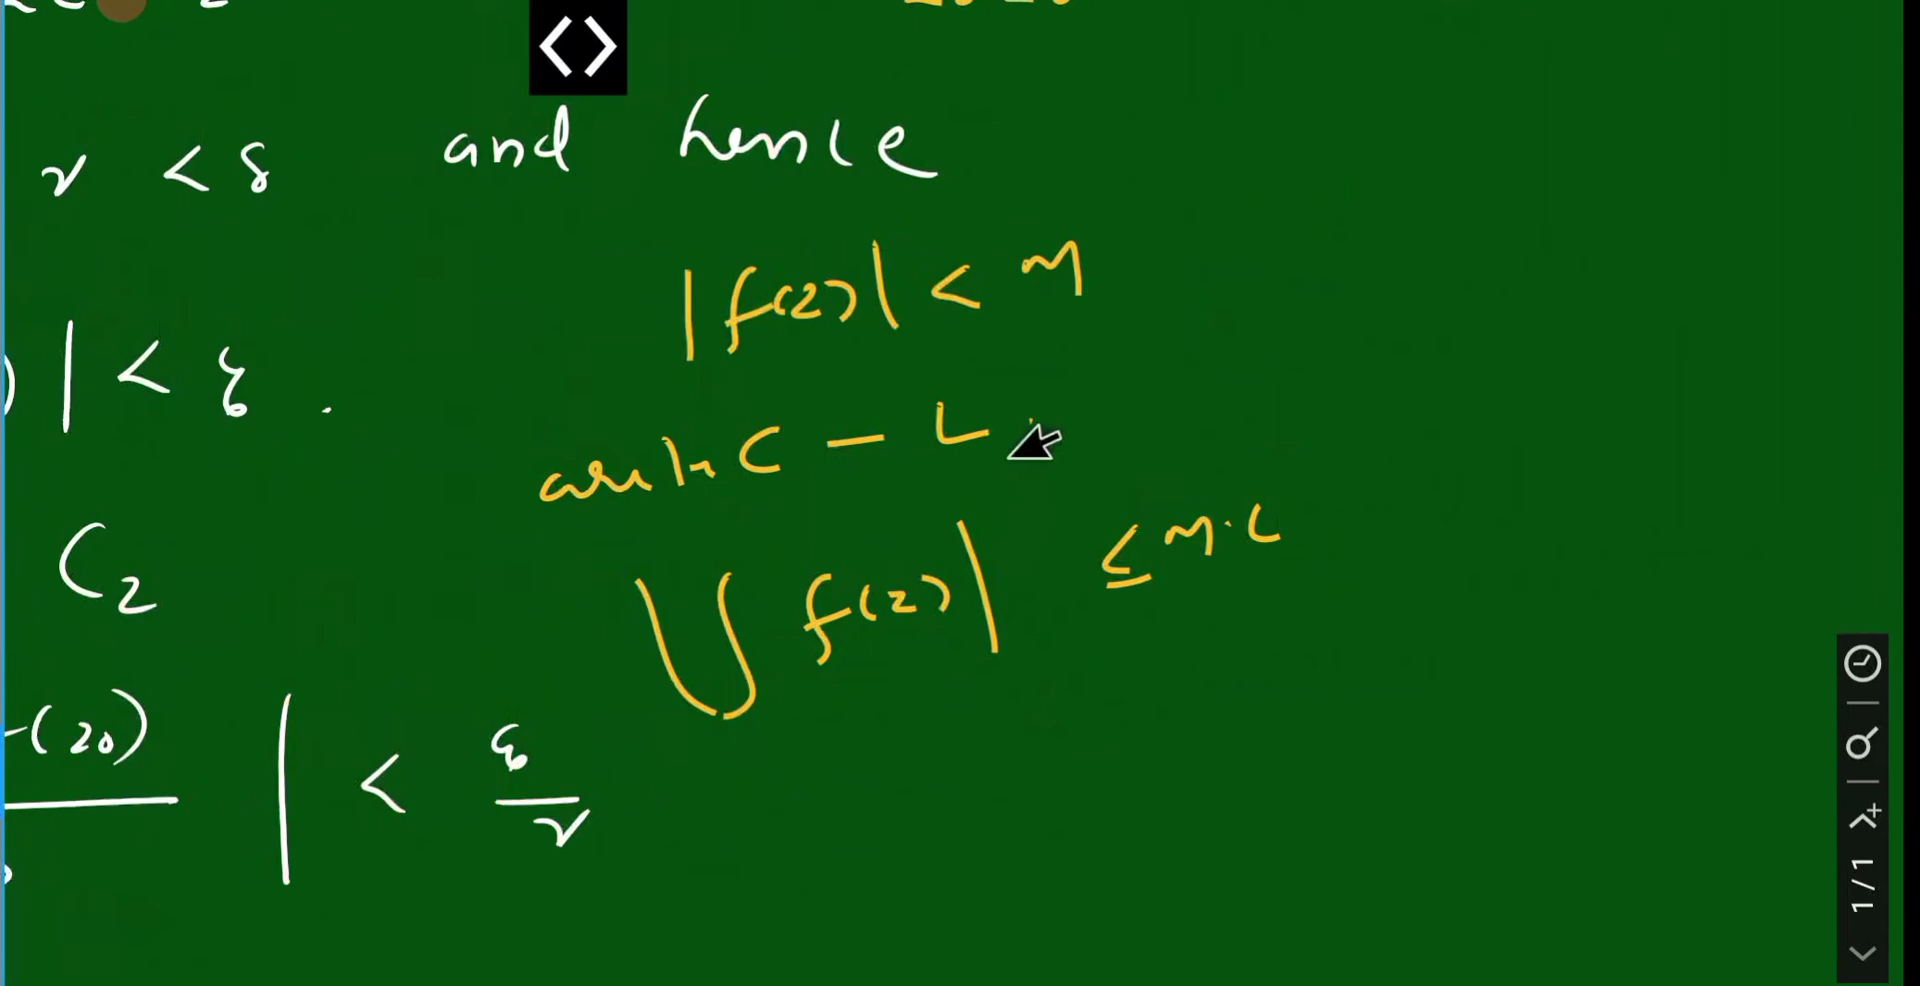 r < δ and hence
|f(z)| < M
) | < ε .
arc C - L
C₂
|∫ f(z)| ≤ M·L
(z₀) | < ε / r
1/1